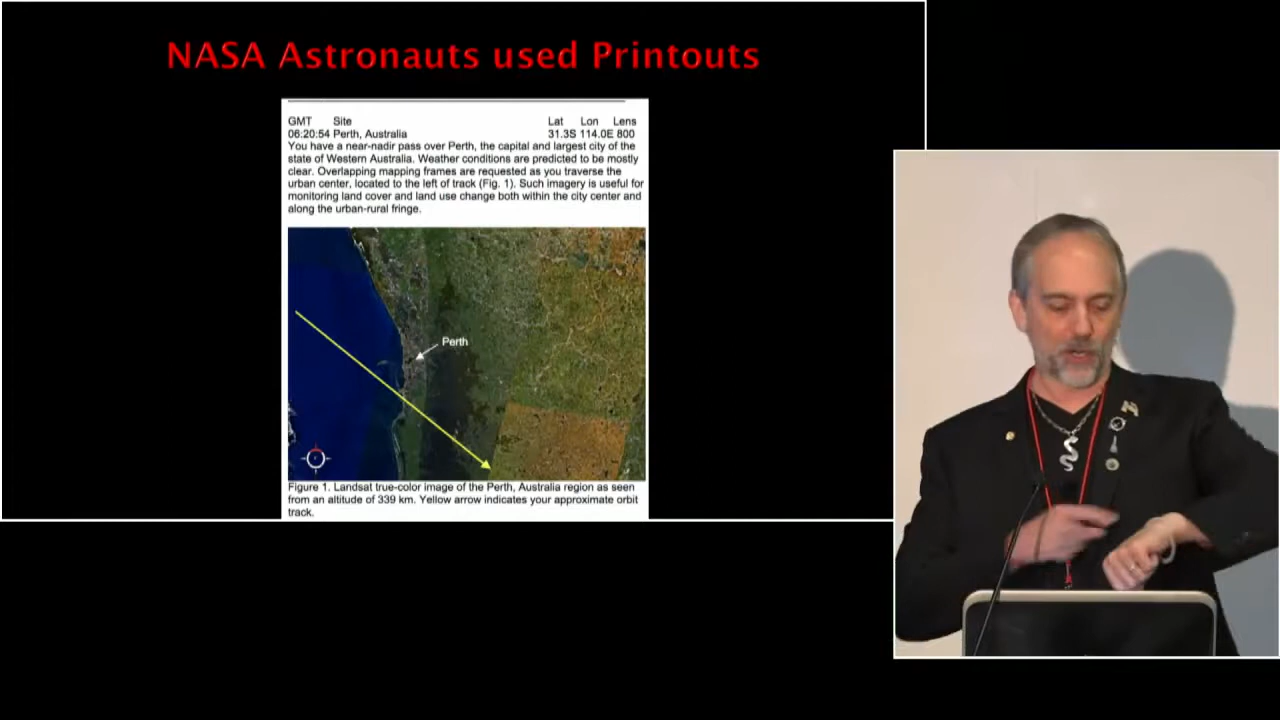 NASA Astronauts used Printouts
GMT Site Lat Lon Lens
06:20:54 Perth, Australia 31.3S 114.0E 800
You have a near-nadir pass over Perth, the capital and largest city of the
state of Western Australia. Weather conditions are predicted to be mostly
clear. Overlapping mapping frames are requested as you traverse the
urban center, located to the left of track (Fig. 1). Such imagery is useful for
monitoring land cover and land use change both within the city center and
along the urban-rural fringe.
Perth
Figure 1. Landsat true-color image of the Perth, Australia region as seen
from an altitude of 339 km. Yellow arrow indicates your approximate orbit
track.